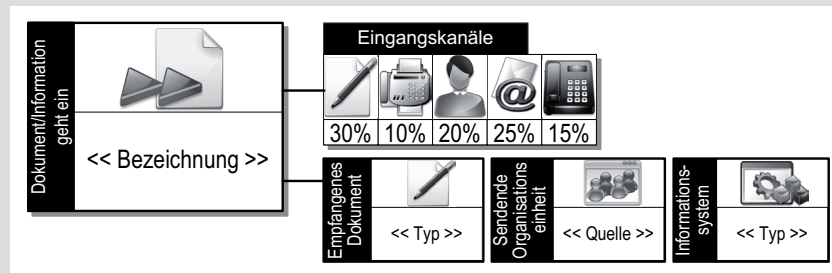 Dokument/Information
geht ein
<< Bezeichnung >>
Eingangskanäle
@
30% 10% 20% 25% 15%
Empfangenes
Dokument
<< Typ >>
Sendende
Organisations
einheit
<< Quelle >>
Informations-
system
<< Typ >>